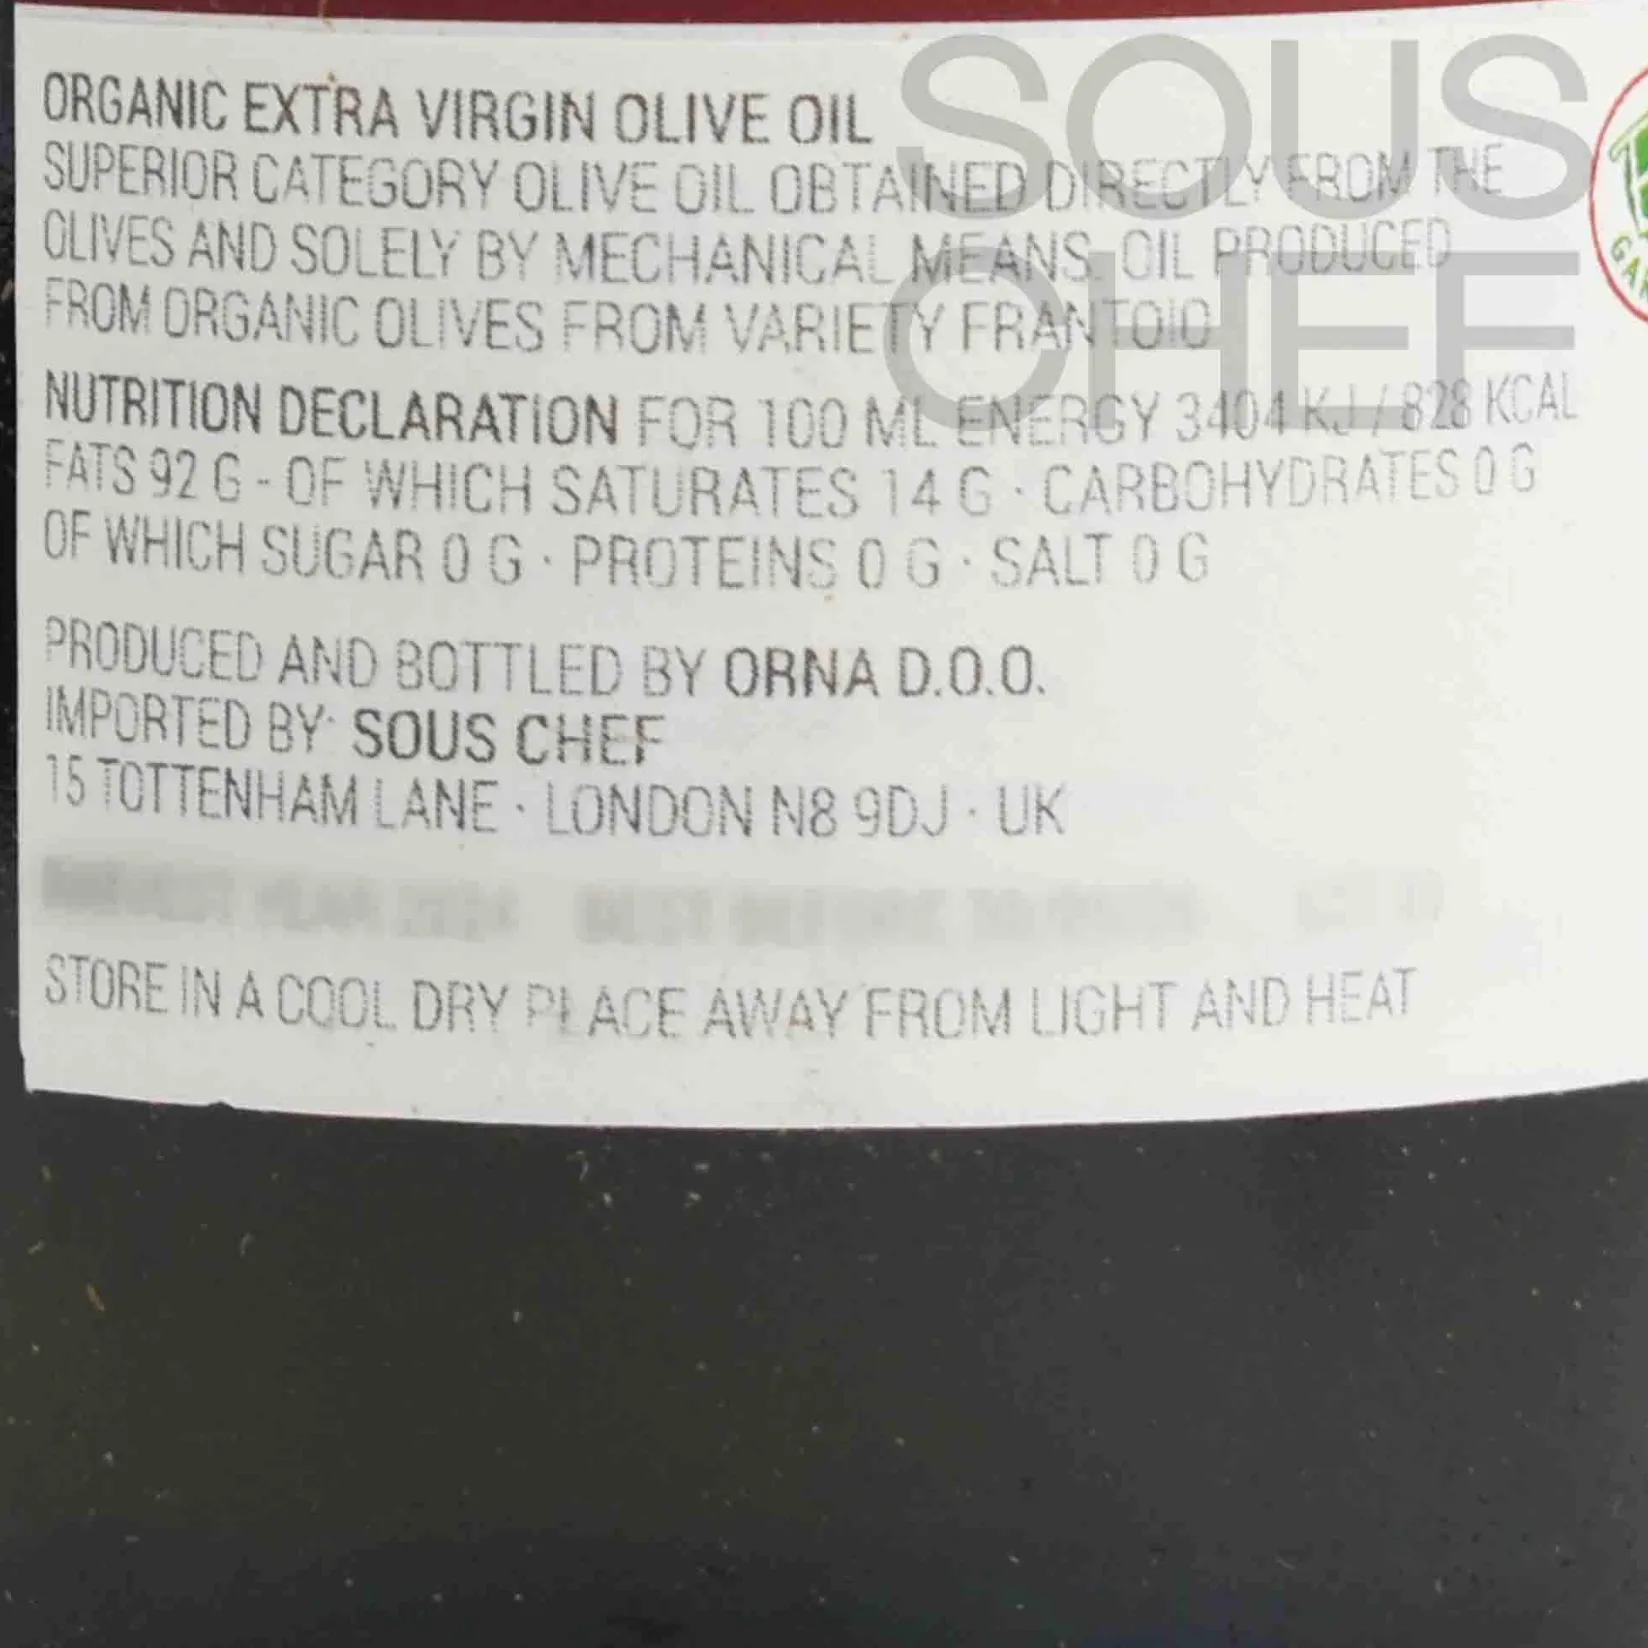 SOUS
CHEF
ORGANIC EXTRA VIRGIN OLIVE OIL
SUPERIOR CATEGORY OLIVE OIL OBTAINED DIRECTLY FROM THE
OLIVES AND SOLELY BY MECHANICAL MEANS. OIL PRODUCED
FROM ORGANIC OLIVES FROM VARIETY FRANTOIO
NUTRITION DECLARATION FOR 100 ML ENERGY 3404 KJ / 828 KCAL
FATS 92 G - OF WHICH SATURATES 14 G · CARBOHYDRATES 0 G
OF WHICH SUGAR 0 G · PROTEINS 0 G · SALT 0 G
PRODUCED AND BOTTLED BY ORNA D.O.O.
IMPORTED BY: SOUS CHEF
15 TOTTENHAM LANE · LONDON N8 9DJ · UK
STORE IN A COOL DRY PLACE AWAY FROM LIGHT AND HEAT